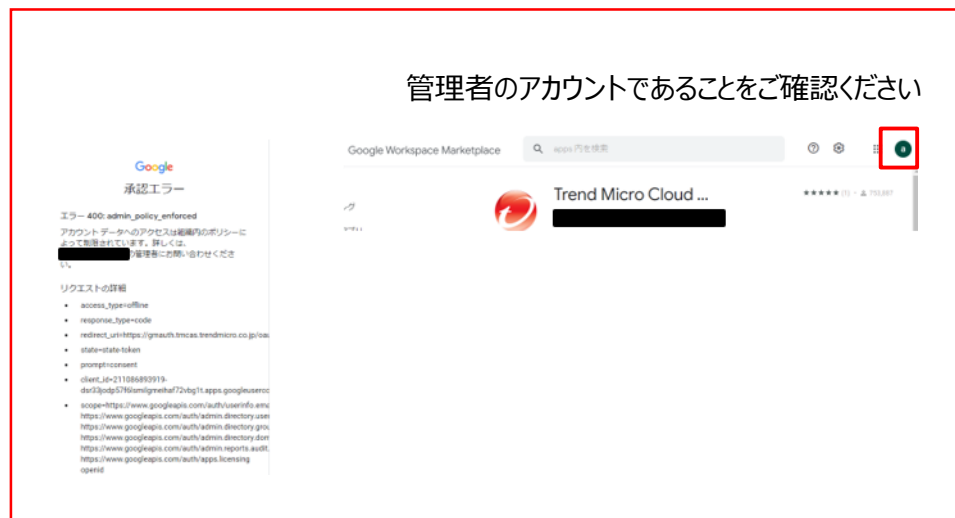 管理者のアカウントであることをご確認ください
Google
承認エラー
エラー 400: admin_policy_enforced
アカウント データへのアクセスは組織内のポリシーに
よって制限されています。詳しくは、
の管理者にお問い合わせくださ
い。
リクエストの詳細
access_type=offline
response_type=code
redirect_uri=https://gmauth.tmcas.trendmicro.co.jp/oau
state=state-token
prompt=consent
client_id=211086893919-
scope=https://www.googleapis.com/auth/userinfo.ema
https://www.googleapis.com/auth/admin.directory.user
https://www.googleapis.com/auth/admin.directory.grou
https://www.googleapis.com/auth/admin.directory.dom
https://www.googleapis.com/auth/admin.reports.audit.
https://www.googleapis.com/auth/apps.licensing
openid
Google Workspace Marketplace
apps 内を検索
a
Trend Micro Cloud ...
★★★★★ (1)